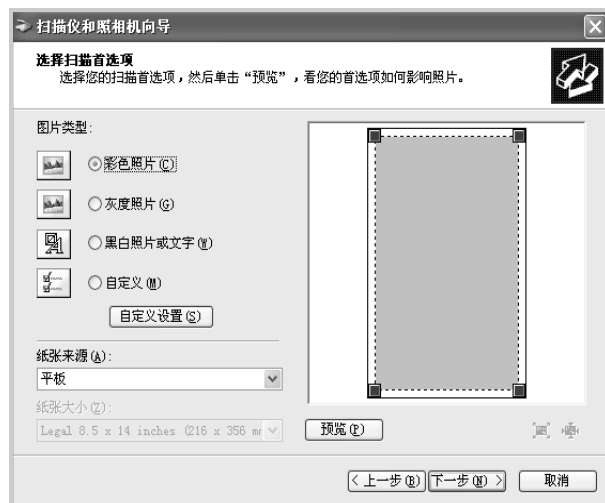 扫描仪和照相机向导
选择扫描首选项
选择您的扫描首选项，然后单击“预览”，看您的首选项如何影响照片。
图片类型:
彩色照片(C)
灰度照片(G)
黑白照片或文字(W)
自定义(M)
自定义设置(S)
纸张来源(A):
平板
纸张大小(Z):
Legal 8.5 x 14 inches (216 x 356 m
预览(P)
< 上一步(B)
下一步(N) >
取消